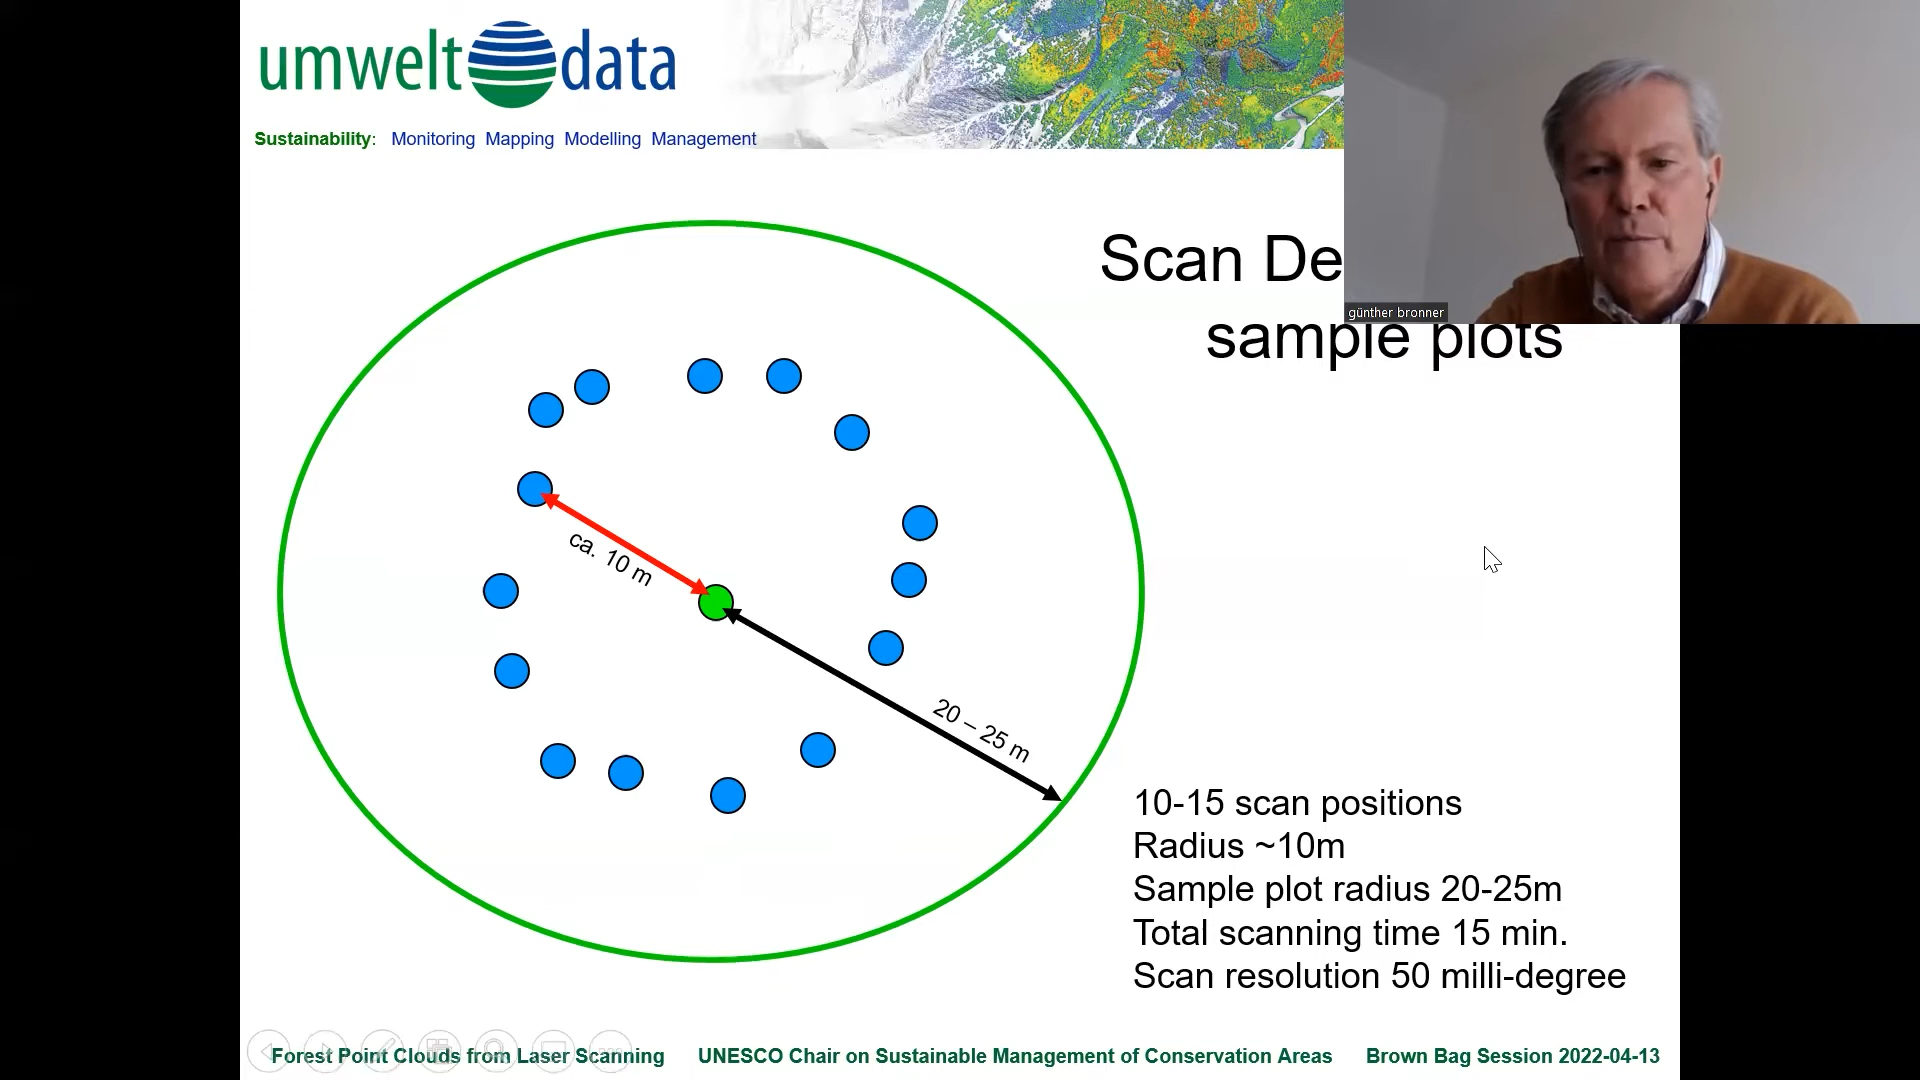 umwelt data
Sustainability: Monitoring Mapping Modelling Management
günther bronner
Scan De
sample plots
ca. 10 m
20 – 25 m
10-15 scan positions
Radius ~10m
Sample plot radius 20-25m
Total scanning time 15 min.
Scan resolution 50 milli-degree
Forest Point Clouds from Laser Scanning UNESCO Chair on Sustainable Management of Conservation Areas Brown Bag Session 2022-04-13